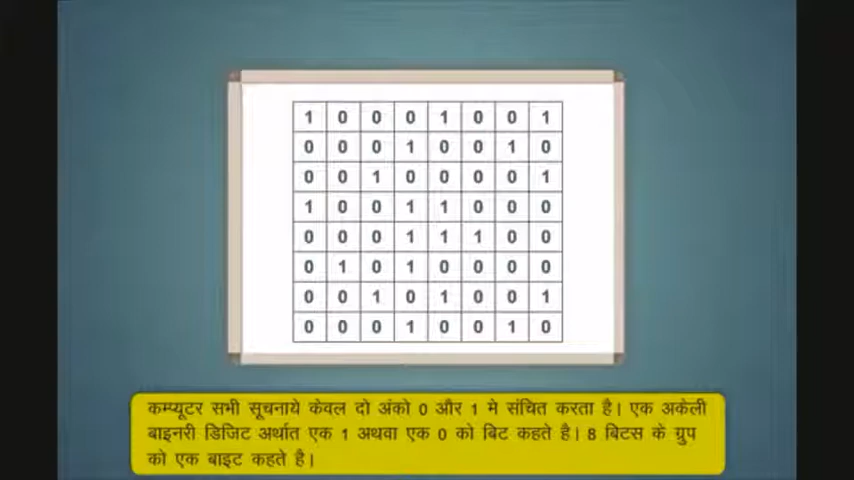 1 0 0 0 1 0 0 1
0 0 0 1 0 0 1 0
0 0 1 0 0 0 0 1
1 0 0 1 1 0 0 0
0 0 0 1 1 1 0 0
0 1 0 1 0 0 0 0
0 0 1 0 1 0 0 1
0 0 0 1 0 0 1 0
कम्प्यूटर सभी सूचनाये केवल दो अंको 0 और 1 मे संचित करता है। एक अकेली
बाइनरी डिजिट अर्थात एक 1 अथवा एक 0 को बिट कहते है। 8 बिटस के ग्रुप
को एक बाइट कहते है।